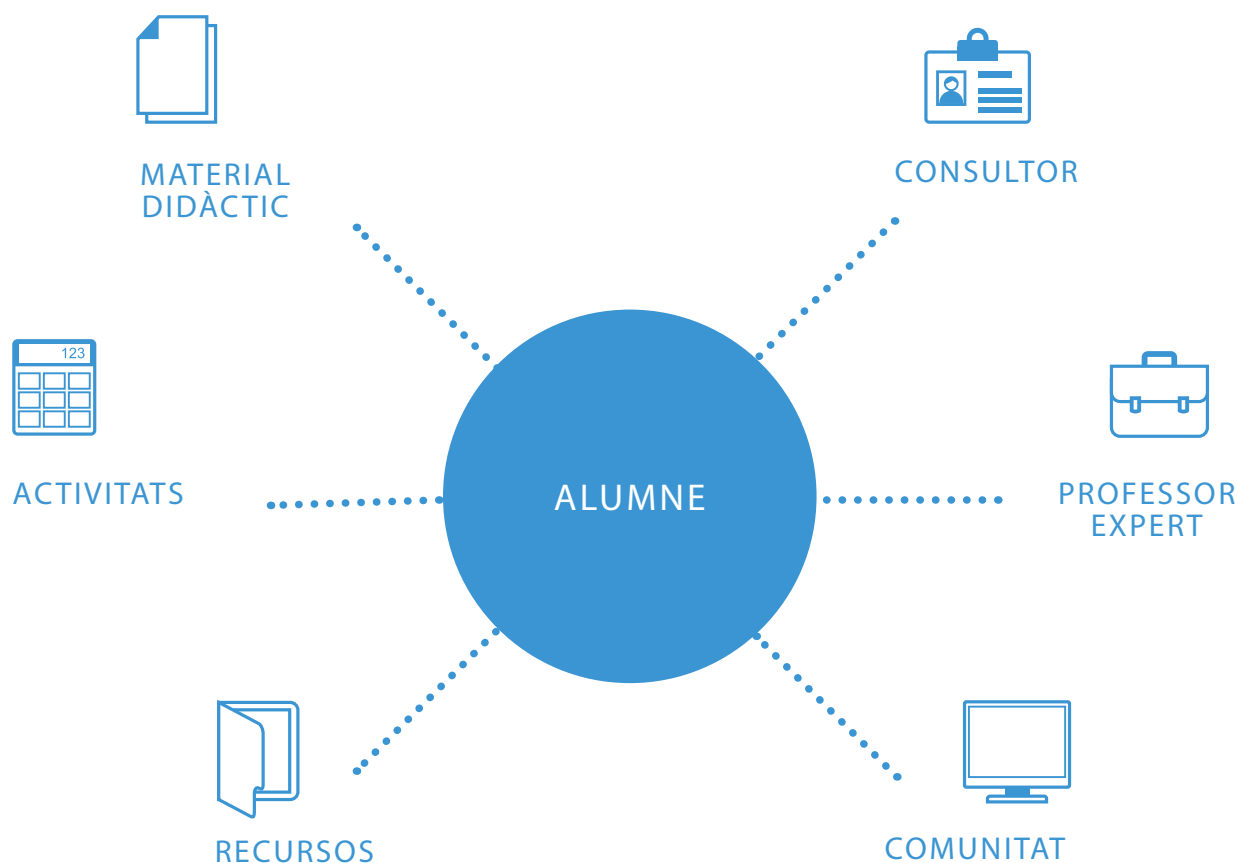 MATERIAL
DIDÀCTIC
CONSULTOR
123
ACTIVITATS
ALUMNE
PROFESSOR
EXPERT
RECURSOS
COMUNITAT